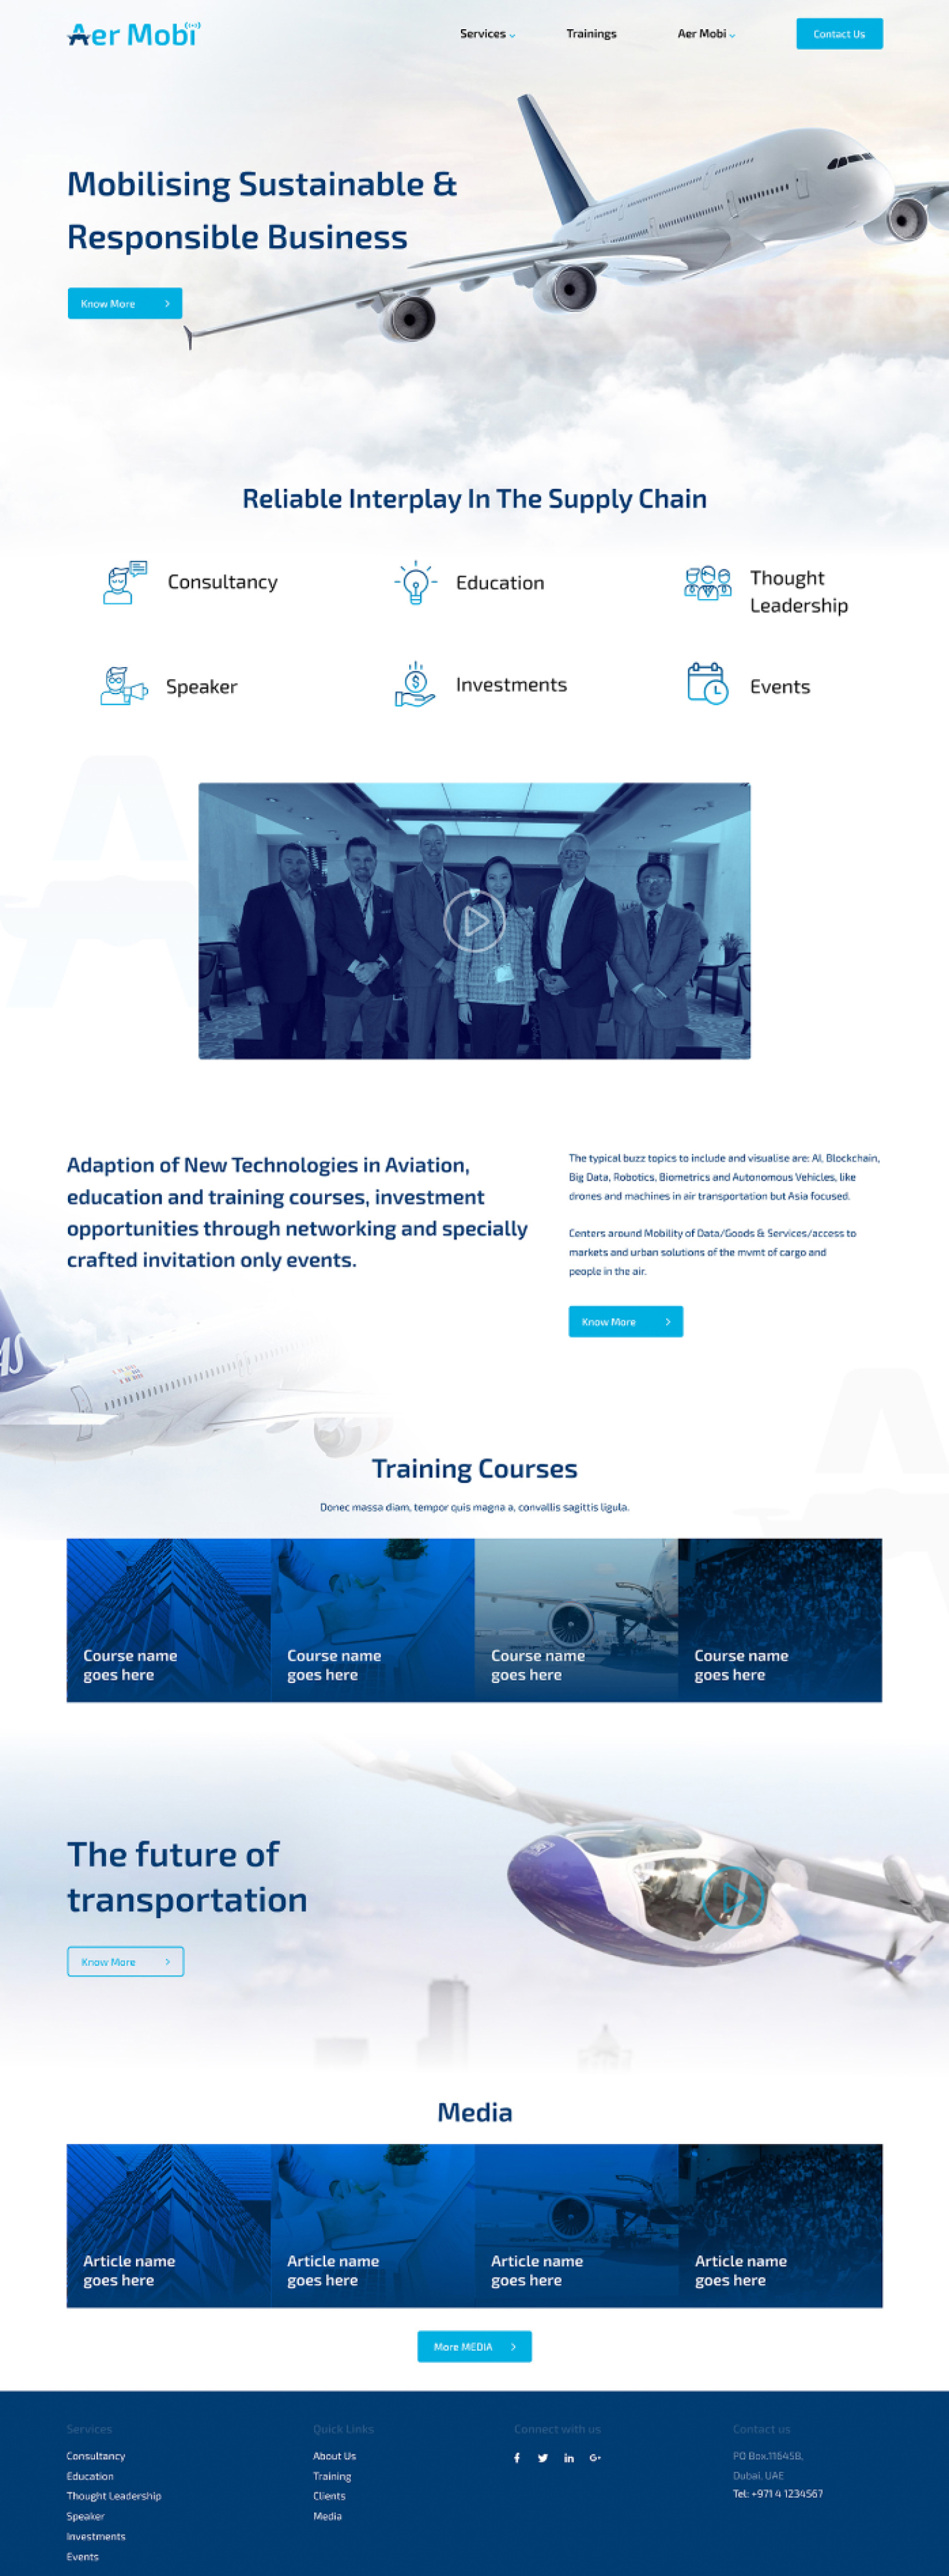 Aer Mobi
Services
Trainings
Aer Mobi
Contact Us
Mobilising Sustainable &
Responsible Business
Know More
Reliable Interplay In The Supply Chain
Consultancy
Education
Thought
Leadership
Speaker
Investments
Events
Adaption of New Technologies in Aviation,
education and training courses, investment
opportunities through networking and specially
crafted invitation only events.
The typical buzz topics to include and visualise are: AI, Blockchain,
Big Data, Robotics, Biometrics and Autonomous Vehicles, like
drones and machines in air transportation but Asia focused.
Centers around Mobility of Data/Goods & Services/access to
markets and urban solutions of the mvmt of cargo and
people in the air.
Know More
AS
Training Courses
Donec massa diam, tempor quis magna a, convallis sagittis ligula.
Course name
goes here
Course name
goes here
Course name
goes here
Course name
goes here
The future of
transportation
Know More
Media
Article name
goes here
Article name
goes here
Article name
goes here
Article name
goes here
More MEDIA
Services
Consultancy
Education
Thought Leadership
Speaker
Investments
Events
Quick Links
About Us
Training
Clients
Media
Connect with us
f
in
G+
Contact us
PO Box.116458,
Dubai, UAE
Tel: +971 4 1234567